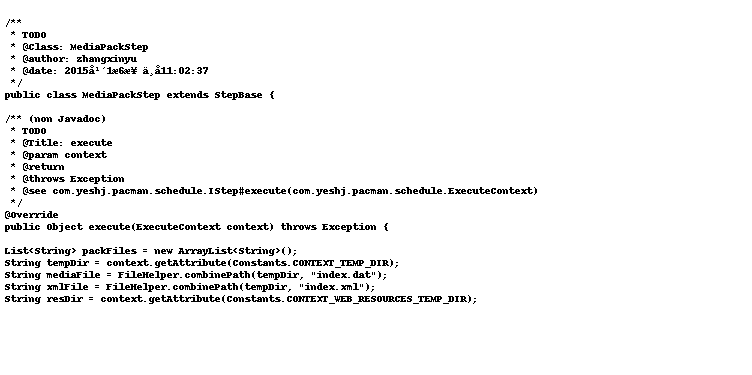 /**
 * TODO
 * @Class: MediaPackStep
 * @author: zhangxinyu
 * @date: 2015å¹´1æ6æ¥ ä¸å11:02:37
 */
public class MediaPackStep extends StepBase {
/** (non Javadoc)
 * TODO
 * @Title: execute
 * @param context
 * @return
 * @throws Exception
 * @see com.yeshj.pacman.schedule.IStep#execute(com.yeshj.pacman.schedule.ExecuteContext)
 */
@Override
public Object execute(ExecuteContext context) throws Exception {
List<String> packFiles = new ArrayList<String>();
String tempDir = context.getAttribute(Constants.CONTEXT_TEMP_DIR);
String mediaFile = FileHelper.combinePath(tempDir, "index.dat");
String xmlFile = FileHelper.combinePath(tempDir, "index.xml");
String resDir = context.getAttribute(Constants.CONTEXT_WEB_RESOURCES_TEMP_DIR);